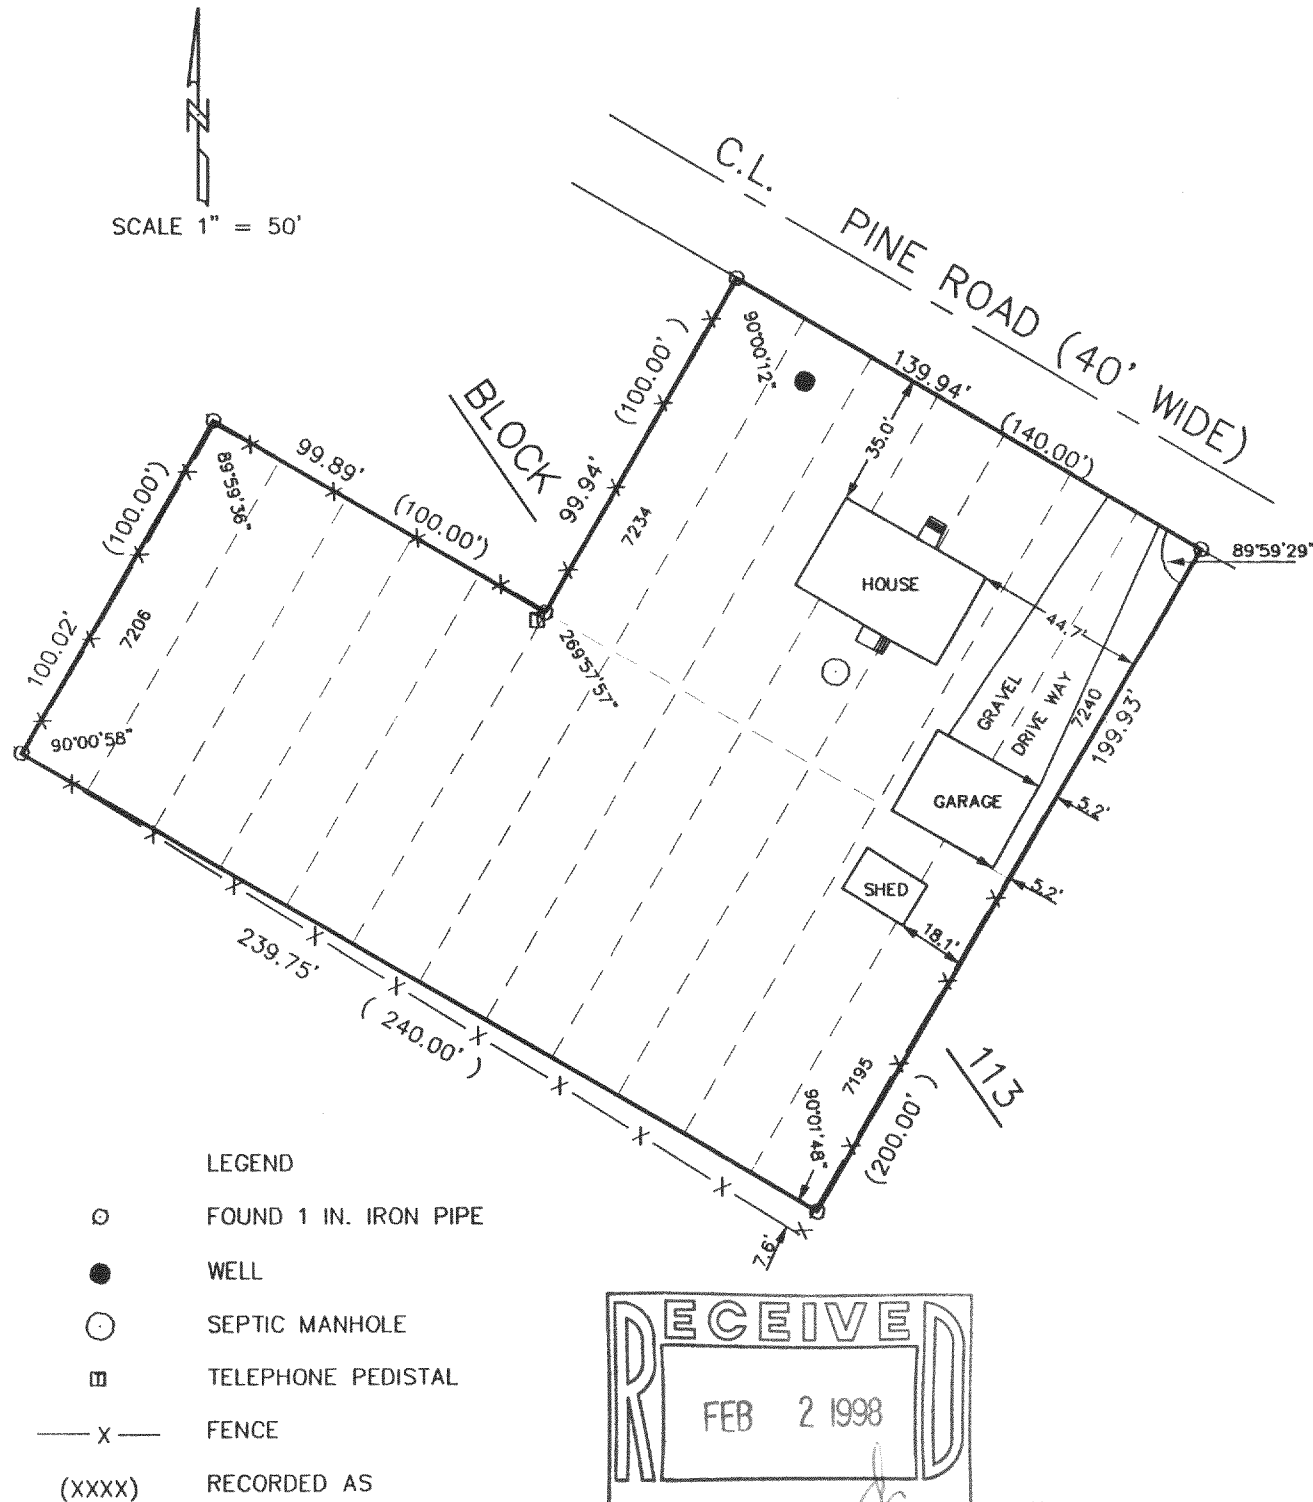 N
SCALE 1" = 50'
C.L.
PINE ROAD (40' WIDE)
BLOCK
(100.00')
90°00'12"
139.94'
(140.00')
35.0'
99.94'
7234
99.89'
(100.00')
89°59'36"
(100.00')
100.02'
7206
90°00'58"
269°57'57"
HOUSE
44.7'
89°59'29"
GRAVEL
DRIVE WAY
7240
199.93'
GARAGE
5.2'
5.2'
SHED
18.1'
239.75'
( 240.00' )
7195
(200.00' )
90°01'48"
113
7.6'
LEGEND
FOUND 1 IN. IRON PIPE
WELL
SEPTIC MANHOLE
T TELEPHONE PEDISTAL
X FENCE
(XXXX) RECORDED AS
RECEIVED
FEB 2 1998